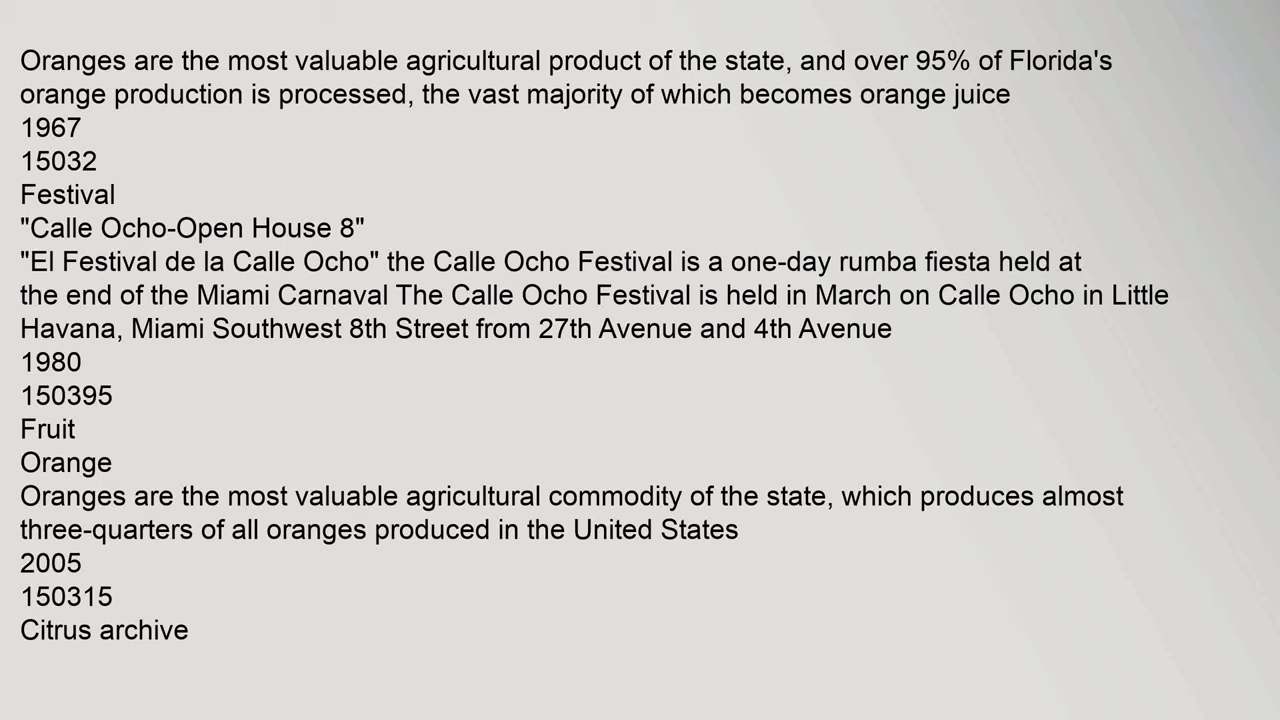 Oranges are the most valuable agricultural product of the state, and over 95% of Florida's
orange production is processed, the vast majority of which becomes orange juice
1967
15032
Festival
"Calle Ocho-Open House 8"
"El Festival de la Calle Ocho" the Calle Ocho Festival is a one-day rumba fiesta held at
the end of the Miami Carnaval The Calle Ocho Festival is held in March on Calle Ocho in Little
Havana, Miami Southwest 8th Street from 27th Avenue and 4th Avenue
1980
150395
Fruit
Orange
Oranges are the most valuable agricultural commodity of the state, which produces almost
three-quarters of all oranges produced in the United States
2005
150315
Citrus archive